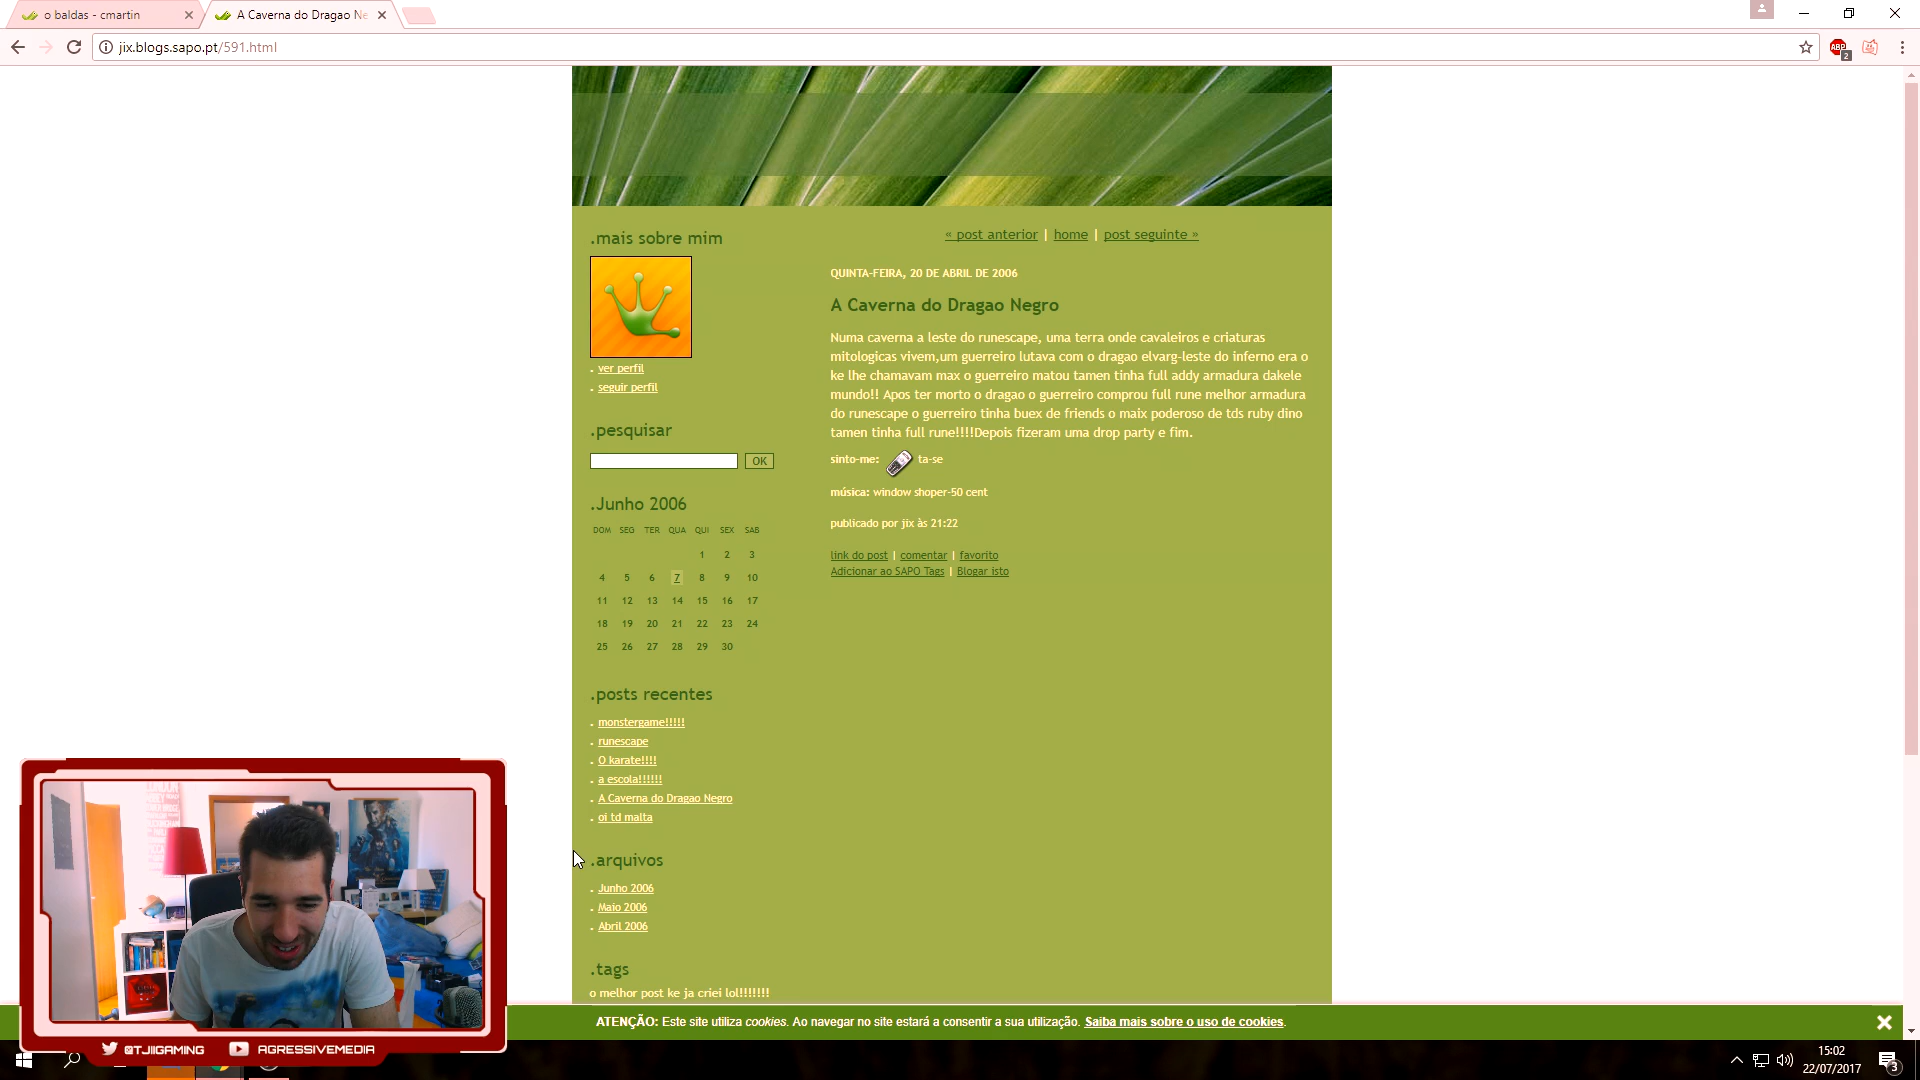 o baldas - cmartin
A Caverna do Dragao Ne
jix.blogs.sapo.pt/591.html
ABP
2
.mais sobre mim
. ver perfil
. seguir perfil
.pesquisar
OK
.Junho 2006
DOM SEG TER QUA QUI SEX SAB
1 2 3
4 5 6 7 8 9 10
11 12 13 14 15 16 17
18 19 20 21 22 23 24
25 26 27 28 29 30
.posts recentes
. monstergame!!!!!
. runescape
. O karate!!!!
. a escola!!!!!!
. A Caverna do Dragao Negro
. oi td malta
.arquivos
. Junho 2006
. Maio 2006
. Abril 2006
.tags
o melhor post ke ja criei lol!!!!!!!
« post anterior | home | post seguinte »
QUINTA-FEIRA, 20 DE ABRIL DE 2006
A Caverna do Dragao Negro
Numa caverna a leste do runescape, uma terra onde cavaleiros e criaturas
mitologicas vivem,um guerreiro lutava com o dragao elvarg-leste do inferno era o
ke lhe chamavam max o guerreiro matou tamen tinha full addy armadura dakele
mundo!! Apos ter morto o dragao o guerreiro comprou full rune melhor armadura
do runescape o guerreiro tinha buex de friends o maix poderoso de tds ruby dino
tamen tinha full rune!!!!Depois fizeram uma drop party e fim.
sinto-me: ta-se
música: window shoper-50 cent
publicado por jix às 21:22
link do post | comentar | favorito
Adicionar ao SAPO Tags | Blogar isto
ATENÇÃO: Este site utiliza cookies. Ao navegar no site estará a consentir a sua utilização. Saiba mais sobre o uso de cookies.
@TJIIGAMING AGRESSIVEMEDIA
15:02
22/07/2017
3